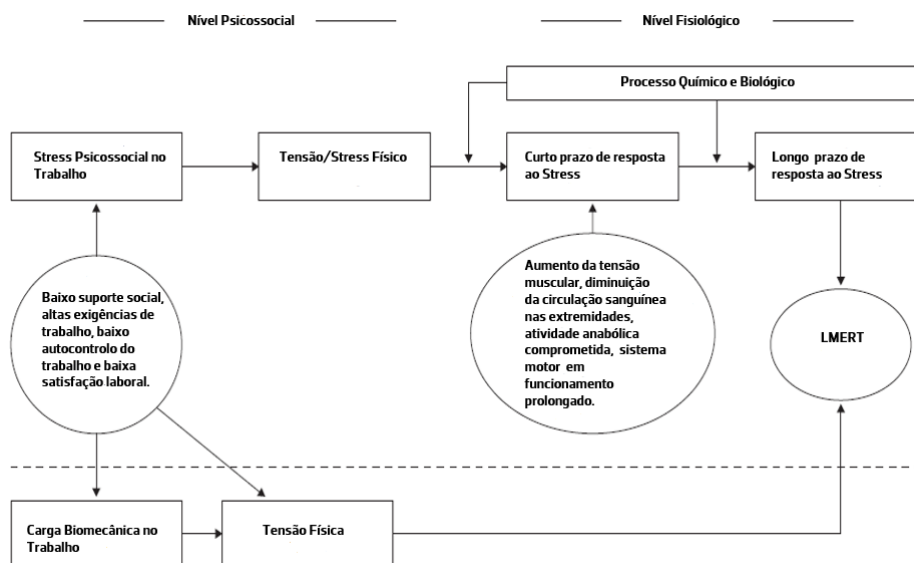 Nível Psicossocial
Nível Fisiológico
Processo Químico e Biológico
Stress Psicossocial no
Trabalho
Tensão/Stress Físico
Curto prazo de resposta
ao Stress
Longo prazo de
resposta ao Stress
Baixo suporte social,
altas exigências de
trabalho, baixo
autocontrolo do
trabalho e baixa
satisfação laboral.
Aumento da tensão
muscular, diminuição
da circulação sanguínea
nas extremidades,
atividade anabólica
comprometida, sistema
motor em
funcionamento
prolongado.
LMERT
Carga Biomecânica no
Trabalho
Tensão Física